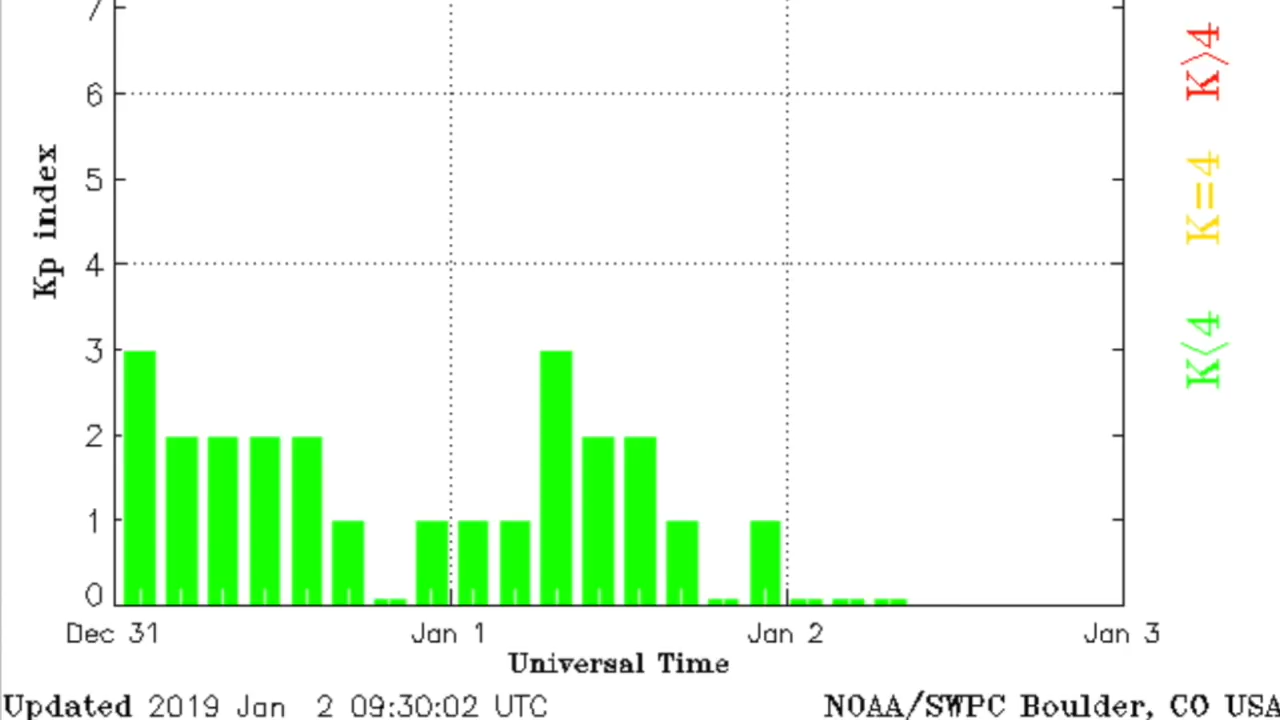 7
6
5
4
3
2
1
0
Kp index
K>4
K=4
K<4
Dec 31 Jan 1 Jan 2 Jan 3
Universal Time
Updated 2019 Jan 2 09:30:02 UTC NOAA/SWPC Boulder, CO USA